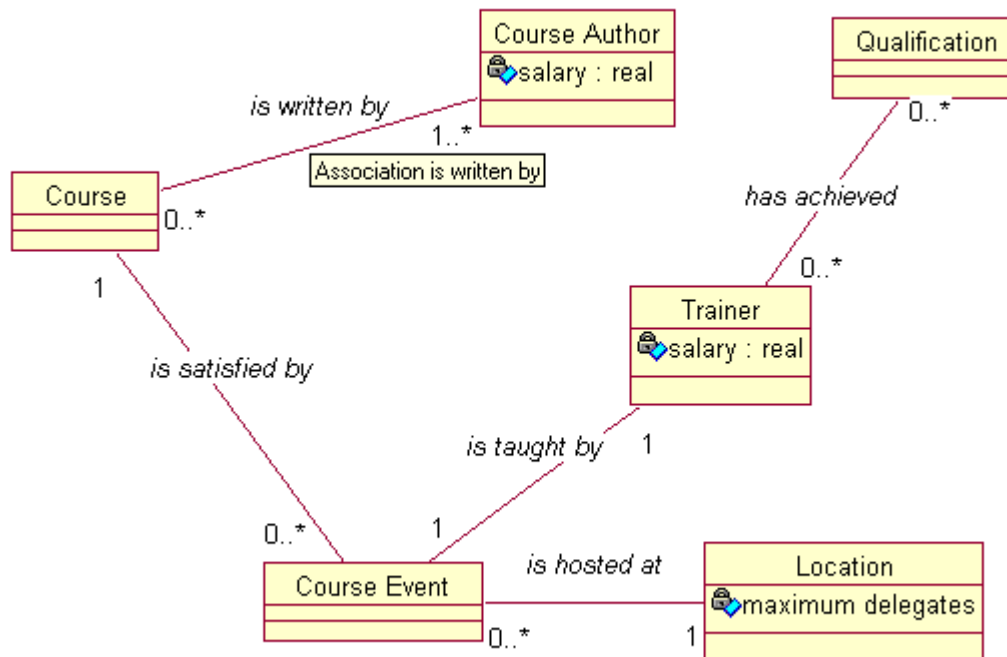 Course Author
salary : real
Qualification
is written by
1..*
0..*
Association is written by
Course
0..*
has achieved
1
0..*
Trainer
salary : real
is satisfied by
is taught by
1
0..*
1
is hosted at
Location
Course Event
maximum delegates
0..*
1